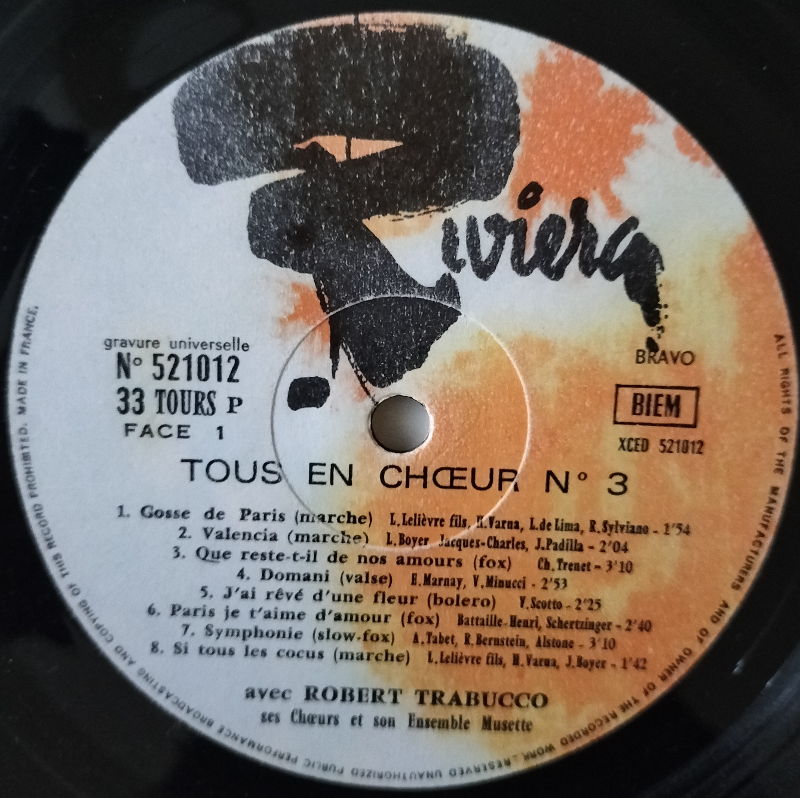 Riviera
gravure universelle
N° 521012
33 TOURS P
FACE 1
BRAVO
BIEM
XCED 521012
TOUS EN CHŒUR N° 3
1. Gosse de Paris (marche) L.Lelièvre fils, H.Varna, L.de Lima, R.Sylviano - 1'54
2. Valencia (marche) L.Boyer Jacques-Charles, J.Padilla - 2'04
3. Que reste-t-il de nos amours (fox) Ch.Trenet - 3'10
4. Domani (valse) E.Marnay, V.Minucci - 2'53
5. J'ai rêvé d'une fleur (bolero) V.Scotto - 2'25
6. Paris je t'aime d'amour (fox) Battaille-Henri, Schertzinger - 2'40
7. Symphonie (slow-fox) A.Tabet, R.Bernstein, Alstone - 3'10
8. Si tous les cocus (marche) L.Lelièvre fils, H.Varna, J.Boyer - 1'42
avec ROBERT TRABUCCO
ses Chœurs et son Ensemble Musette
ALL RIGHTS OF THE MANUFACTURERS AND OF OWNER OF THE RECORDED WORK. RESERVED UNAUTHORIZED PUBLIC PERFORMANCE BROADCASTING AND COPYING OF THIS RECORD PROHIBITED. MADE IN FRANCE.